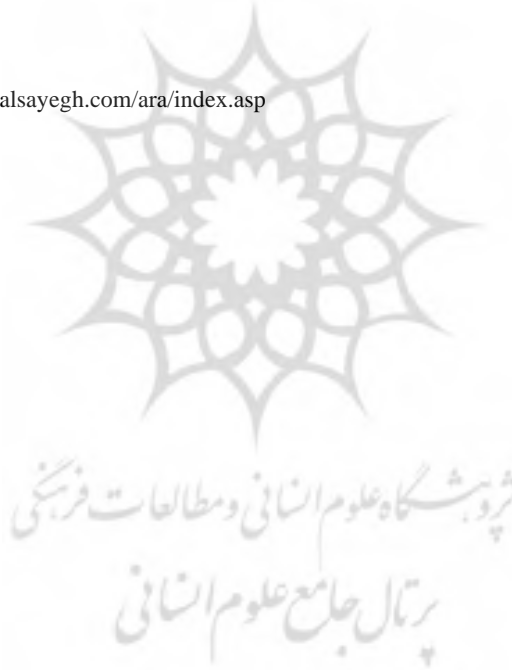 alsayegh.com/ara/index.asp
پژوهشگاه علوم انسانی و مطالعات فرهنگی
پرتال جامع علوم انسانی